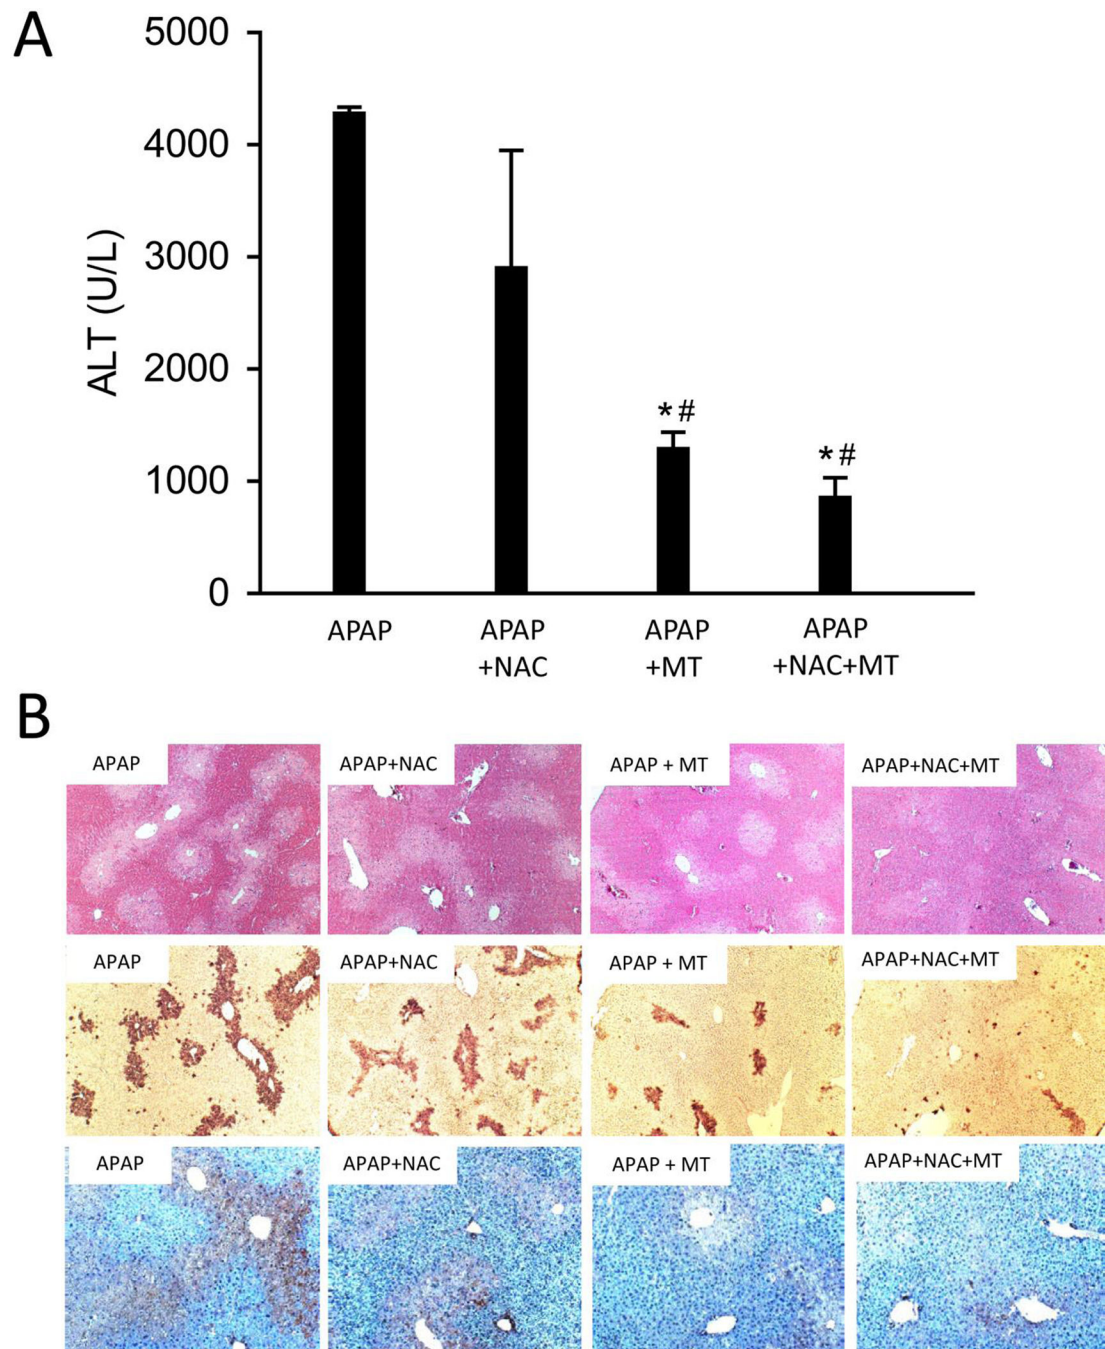 A
ALT (U/L)
5000
4000
3000
2000
1000
0
*#
*#
APAP
APAP
+NAC
APAP
+MT
APAP
+NAC+MT
B
APAP
APAP+NAC
APAP + MT
APAP+NAC+MT
APAP
APAP+NAC
APAP + MT
APAP+NAC+MT
APAP
APAP+NAC
APAP + MT
APAP+NAC+MT